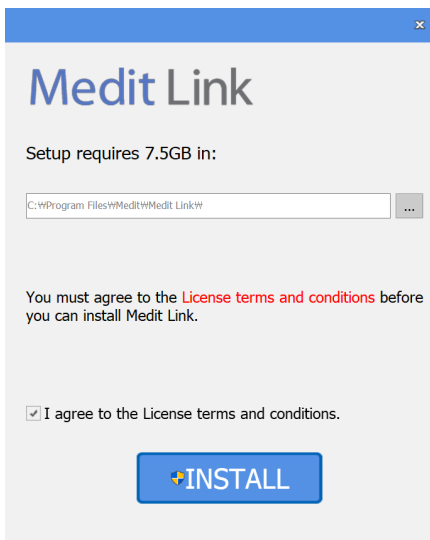 Medit Link
Setup requires 7.5GB in:
C:₩Program Files₩Medit₩Medit Link₩
...
You must agree to the License terms and conditions before
you can install Medit Link.
I agree to the License terms and conditions.
INSTALL